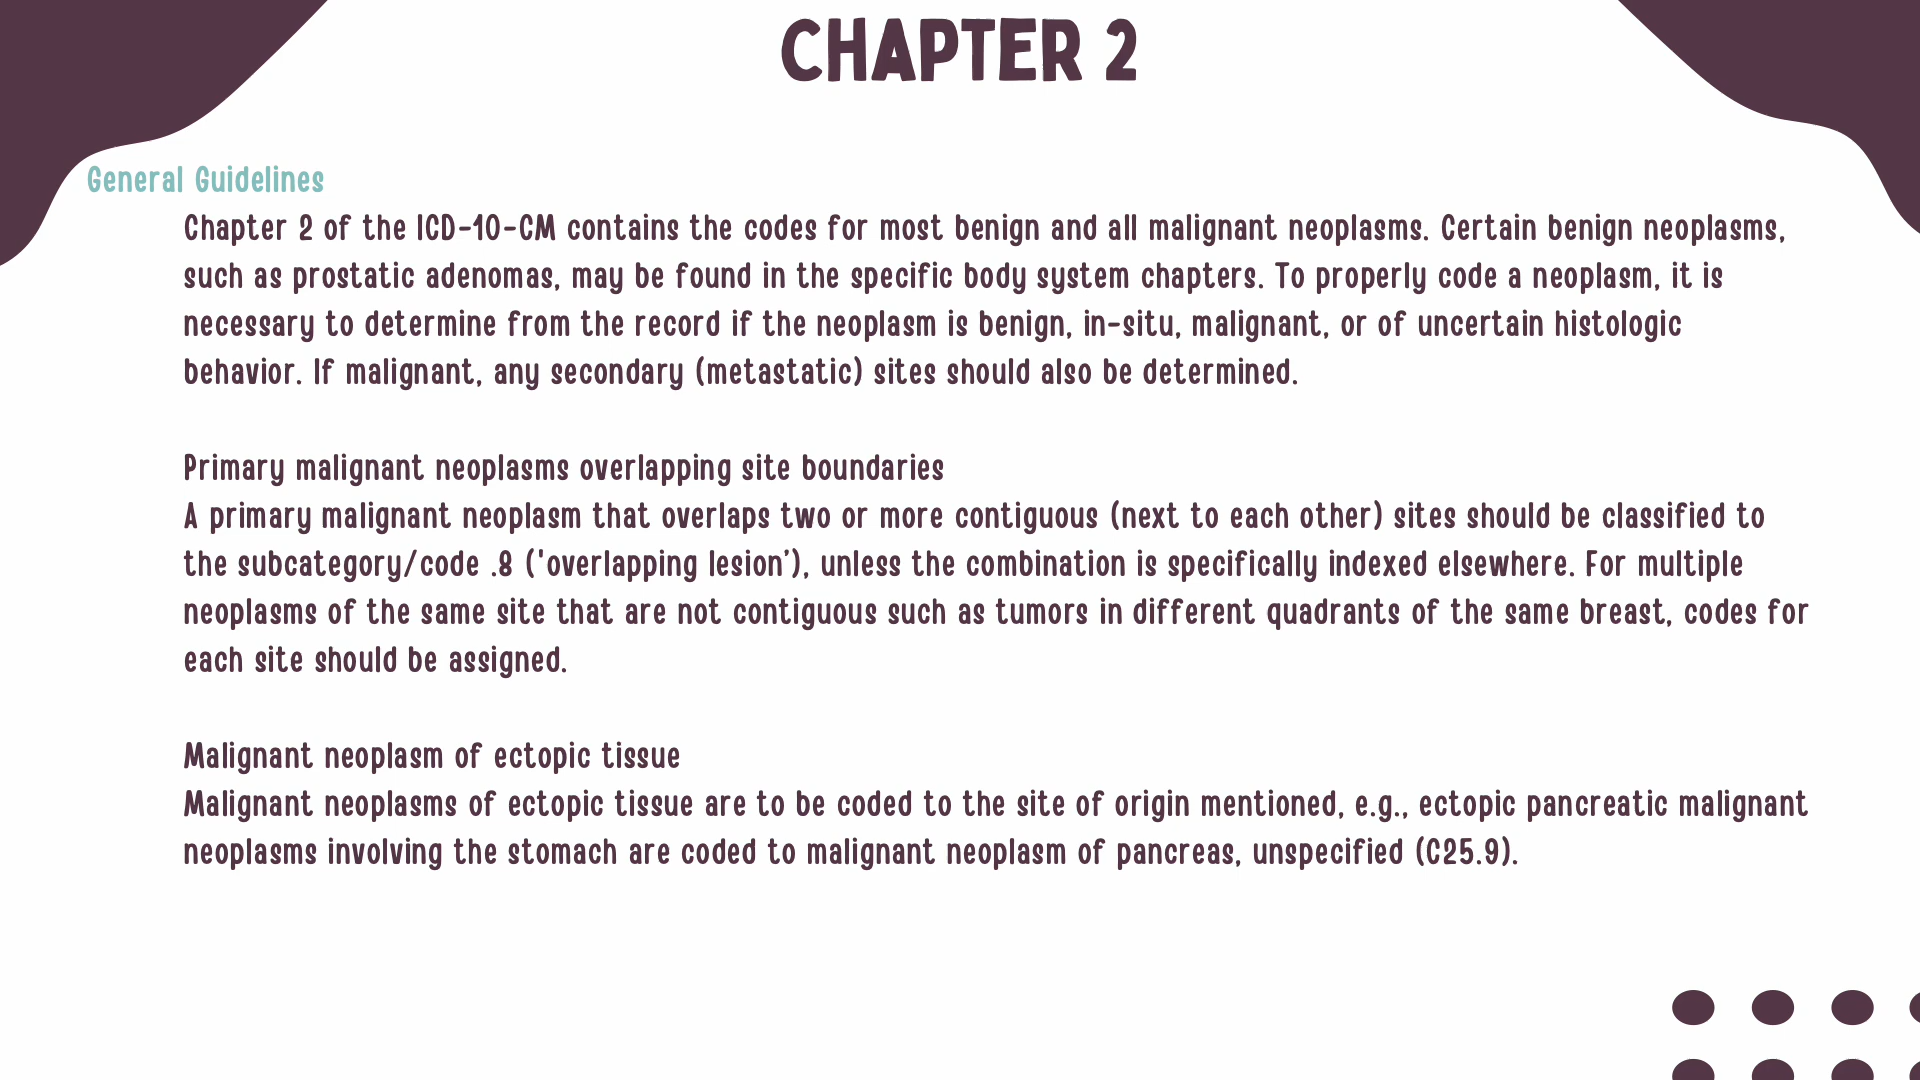 CHAPTER 2
General Guidelines
Chapter 2 of the ICD-10-CM contains the codes for most benign and all malignant neoplasms. Certain benign neoplasms,
such as prostatic adenomas, may be found in the specific body system chapters. To properly code a neoplasm, it is
necessary to determine from the record if the neoplasm is benign, in-situ, malignant, or of uncertain histologic
behavior. If malignant, any secondary (metastatic) sites should also be determined.
Primary malignant neoplasms overlapping site boundaries
A primary malignant neoplasm that overlaps two or more contiguous (next to each other) sites should be classified to
the subcategory/code .8 ('overlapping lesion’), unless the combination is specifically indexed elsewhere. For multiple
neoplasms of the same site that are not contiguous such as tumors in different quadrants of the same breast, codes for
each site should be assigned.
Malignant neoplasm of ectopic tissue
Malignant neoplasms of ectopic tissue are to be coded to the site of origin mentioned, e.g., ectopic pancreatic malignant
neoplasms involving the stomach are coded to malignant neoplasm of pancreas, unspecified (C25.9).